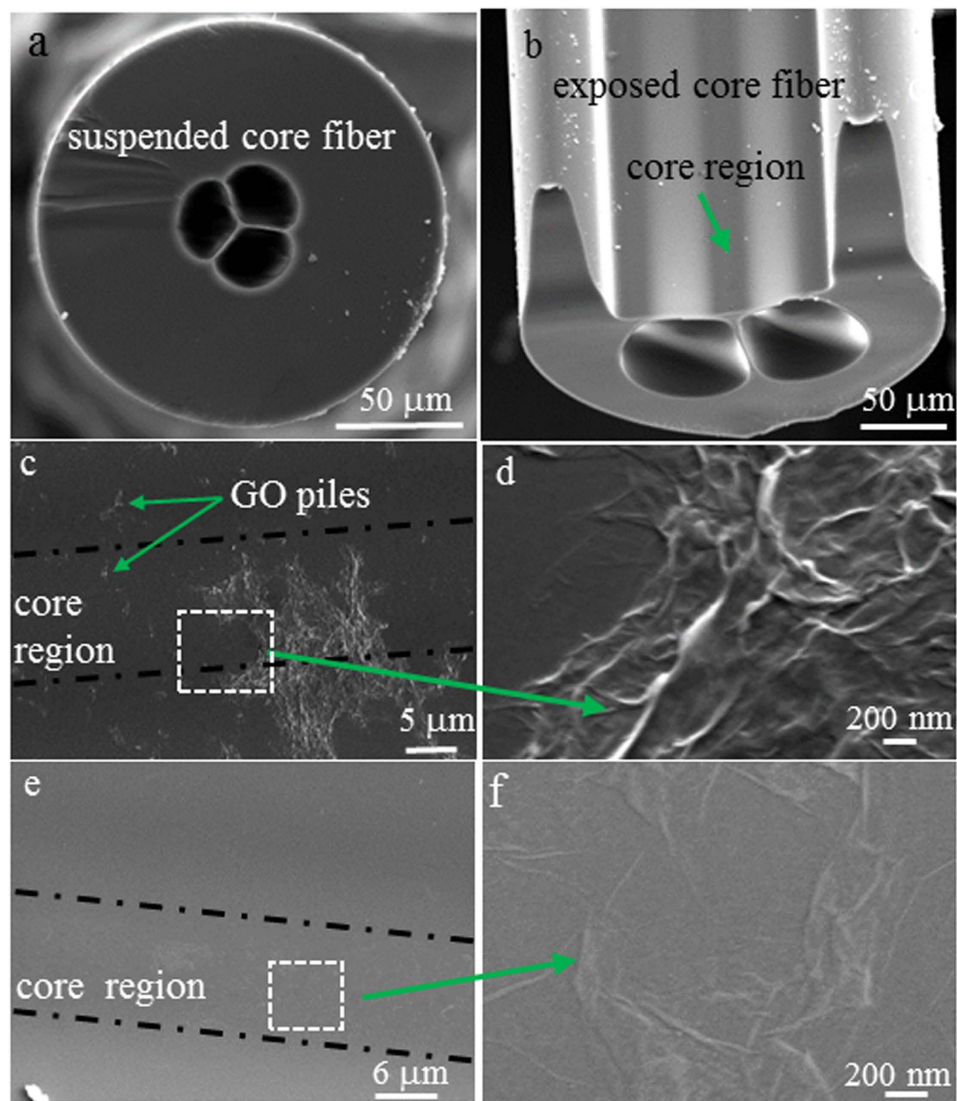 a
suspended core fiber
50 μm
b
exposed core fiber
core region
50 μm
c
GO piles
core
region
5 μm
d
200 nm
e
core region
6 μm
f
200 nm